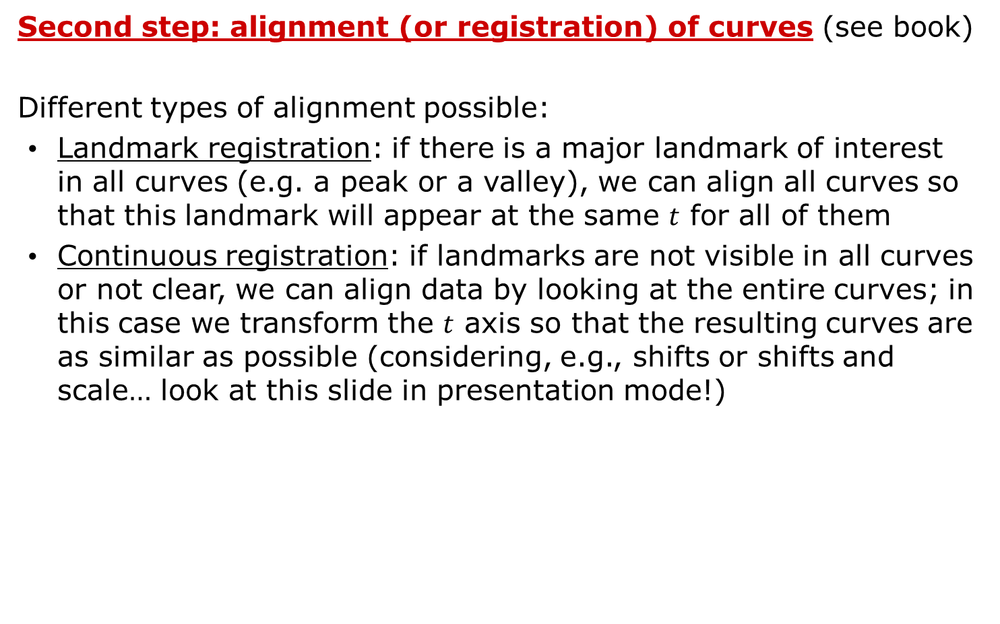 Second step: alignment (or registration) of curves (see book)
Different types of alignment possible:
• Landmark registration: if there is a major landmark of interest
in all curves (e.g. a peak or a valley), we can align all curves so
that this landmark will appear at the same t for all of them
• Continuous registration: if landmarks are not visible in all curves
or not clear, we can align data by looking at the entire curves; in
this case we transform the t axis so that the resulting curves are
as similar as possible (considering, e.g., shifts or shifts and
scale… look at this slide in presentation mode!)